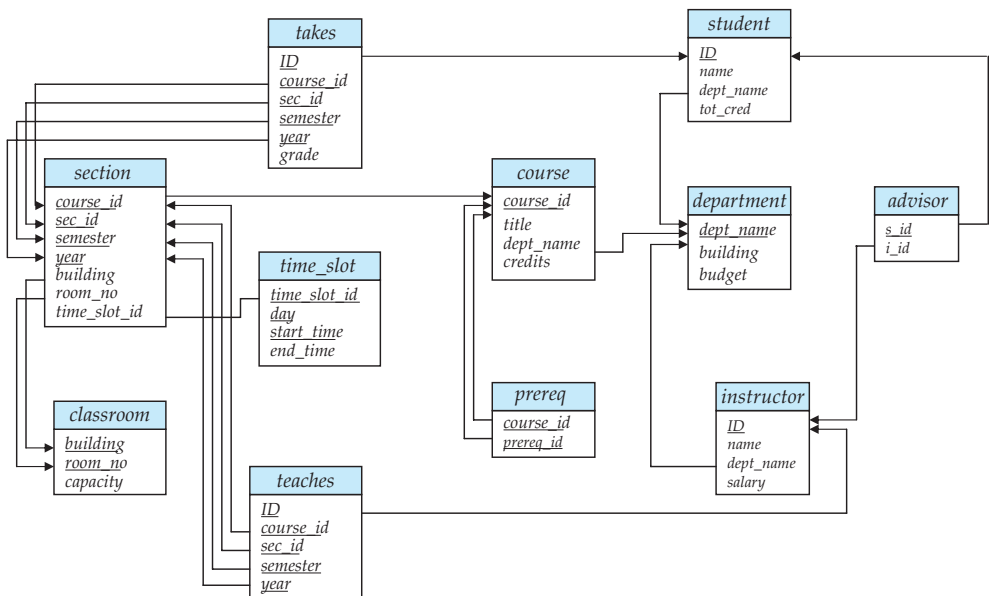 takes
ID
course_id
sec_id
semester
year
grade
student
ID
name
dept_name
tot_cred
section
course_id
sec_id
semester
year
building
room_no
time_slot_id
course
course_id
title
dept_name
credits
department
dept_name
building
budget
advisor
s_id
i_id
time_slot
time_slot_id
day
start_time
end_time
prereq
course_id
prereq_id
instructor
ID
name
dept_name
salary
classroom
building
room_no
capacity
teaches
ID
course_id
sec_id
semester
year